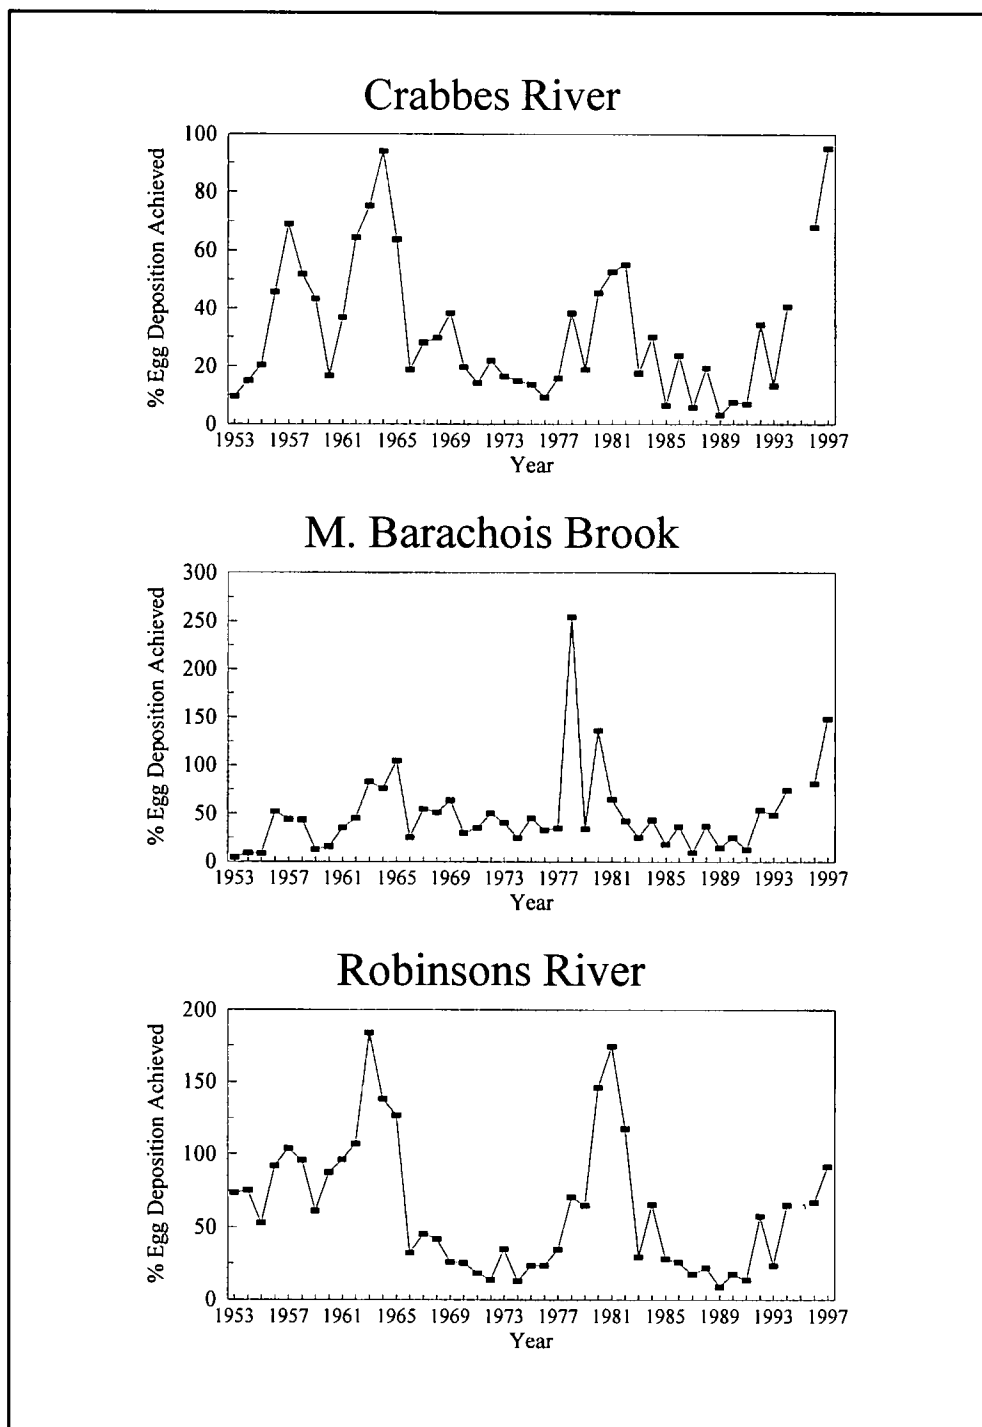 Crabbes River
% Egg Deposition Achieved
100
80
60
40
20
0
1953 1957 1961 1965 1969 1973 1977 1981 1985 1989 1993 1997
Year
M. Barachois Brook
% Egg Deposition Achieved
300
250
200
150
100
50
0
1953 1957 1961 1965 1969 1973 1977 1981 1985 1989 1993 1997
Year
Robinsons River
% Egg Deposition Achieved
200
150
100
50
0
1953 1957 1961 1965 1969 1973 1977 1981 1985 1989 1993 1997
Year